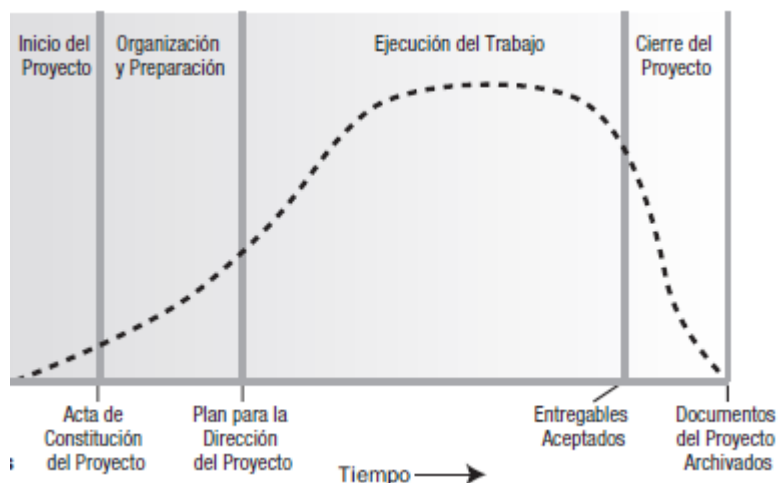 Inicio del
Proyecto
Organización
y Preparación
Ejecución del Trabajo
Cierre del
Proyecto
Acta de
Constitución
del Proyecto
Plan para la
Dirección
del Proyecto
Entregables
Aceptados
Documentos
del Proyecto
Archivados
s
Tiempo